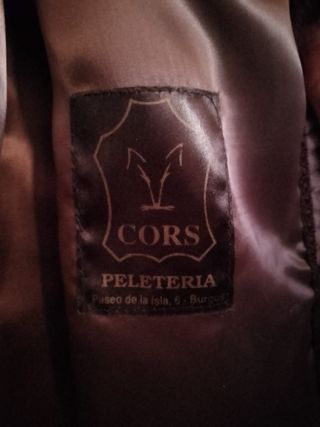 CORS
PELETERIA
Paseo de la Isla, 6 - Burgos